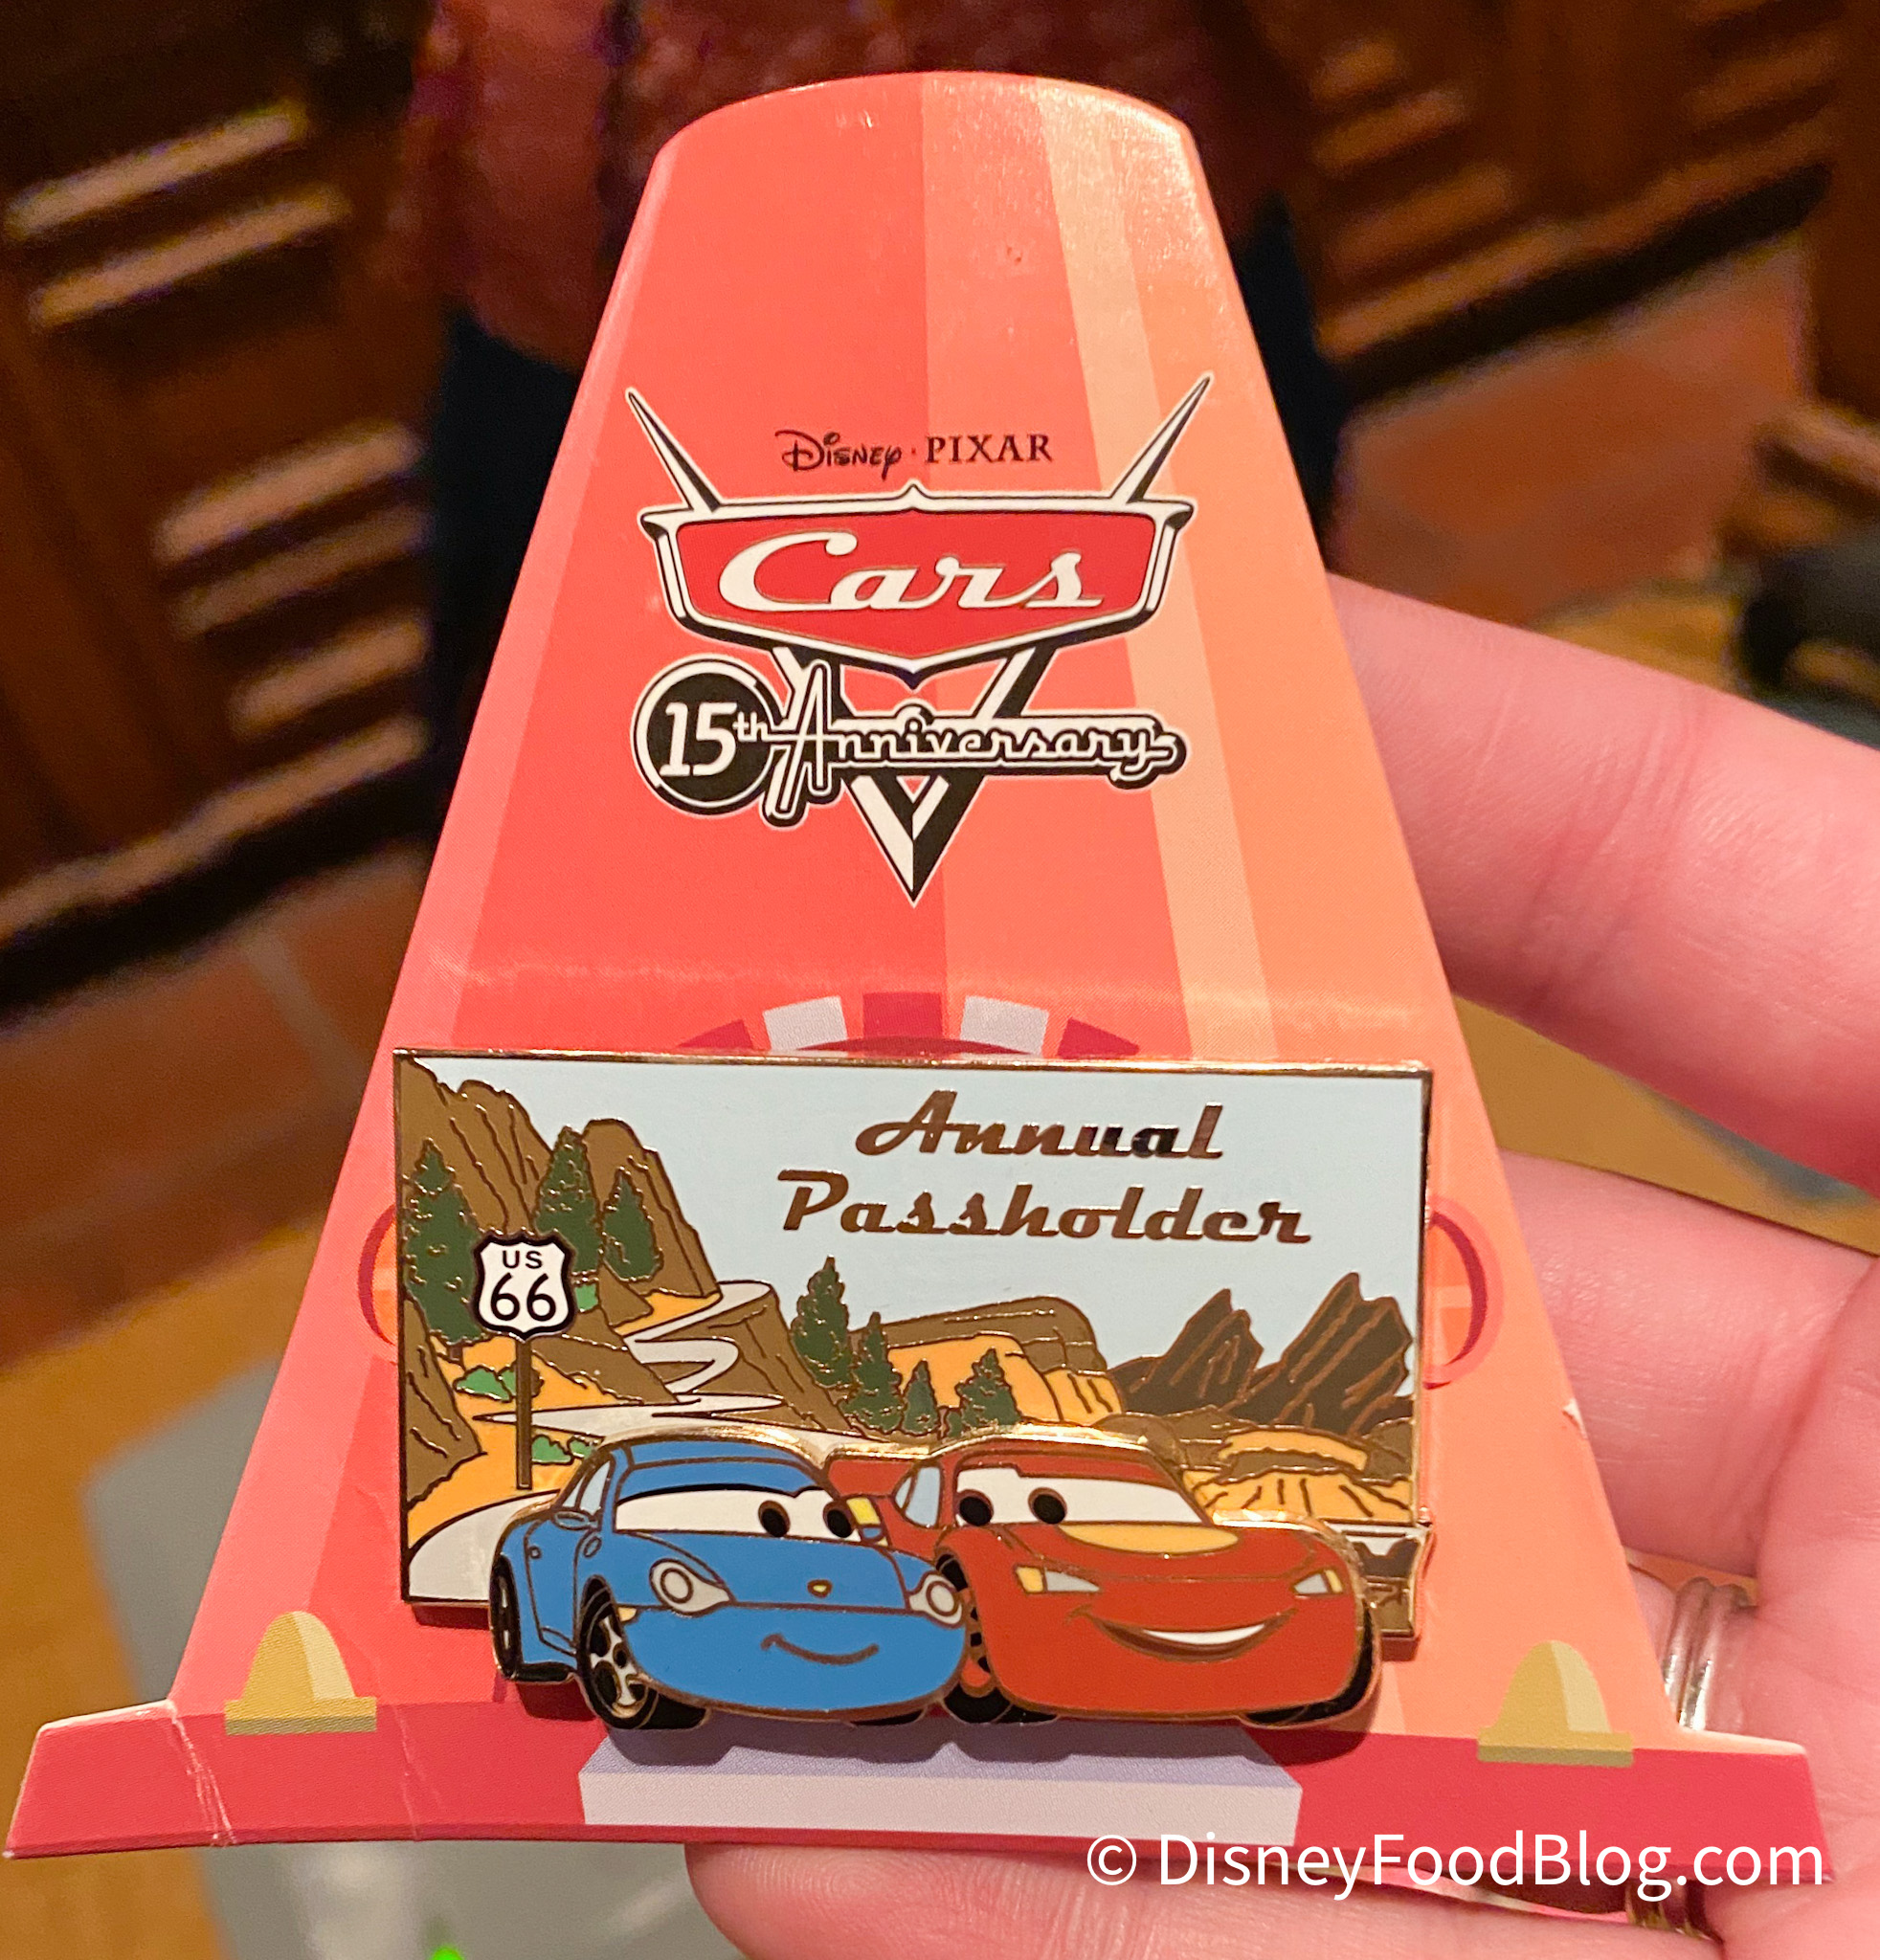 Disney · PIXAR
Cars
15th Anniversary
Annual
Passholder
US
66
© DisneyFoodBlog.com